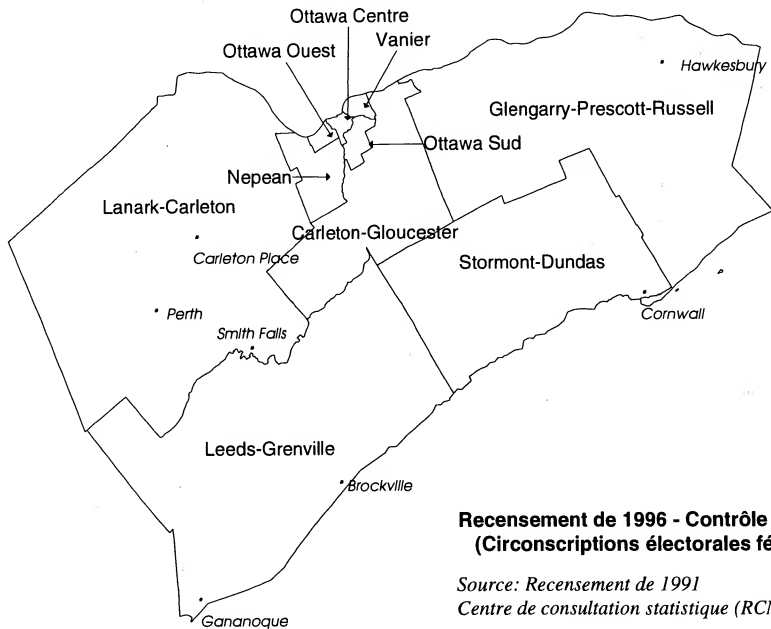 Ottawa Centre
Ottawa Ouest
Vanier
Hawkesbury
Glengarry-Prescott-Russell
Ottawa Sud
Nepean
Lanark-Carleton
Carleton-Gloucester
Carleton Place
Stormont-Dundas
Perth
Cornwall
Smith Falls
Leeds-Grenville
Brockville
Recensement de 1996 - Contrôle
(Circonscriptions électorales fé
Source: Recensement de 1991
Centre de consultation statistique (RCN
Gananoque